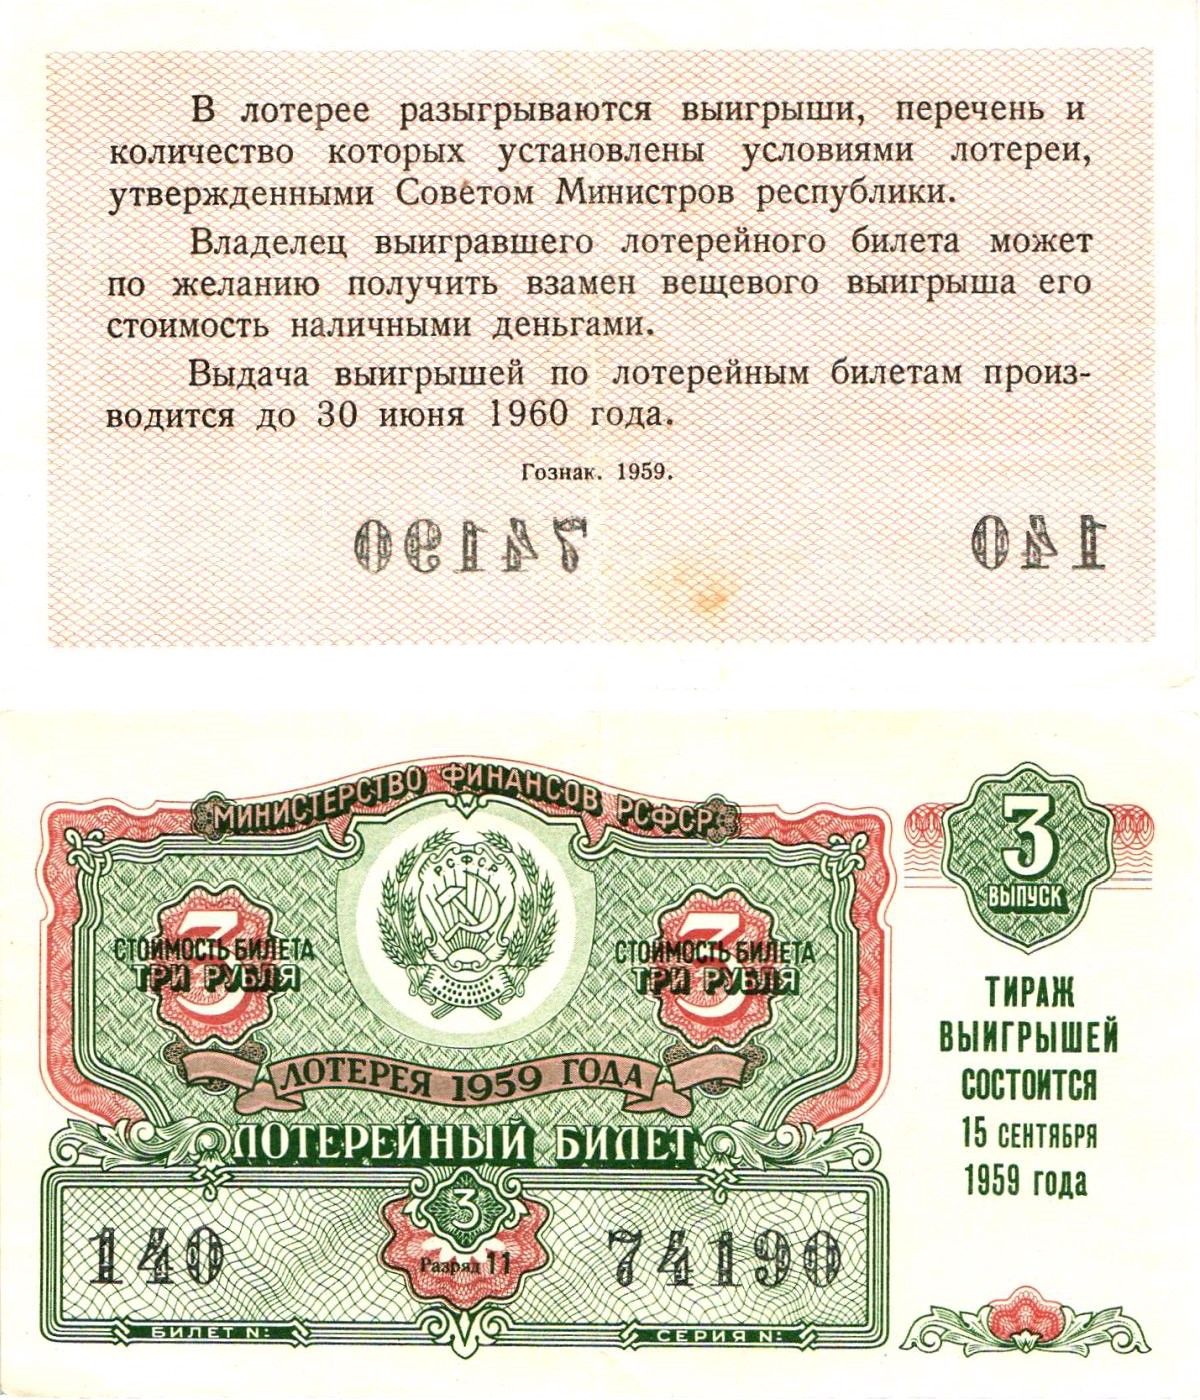 В лотерее разыгрываются выигрыши, перечень и
количество которых установлены условиями лотереи,
утвержденными Советом Министров республики.
Владелец выигравшего лотерейного билета может
по желанию получить взамен вещевого выигрыша его
стоимость наличными деньгами.
Выдача выигрышей по лотерейным билетам произ-
водится до 30 июня 1960 года.
Гознак. 1959.
74190
140
МИНИСТЕРСТВО ФИНАНСОВ РСФСР
РСФСР
3
СТОИМОСТЬ БИЛЕТА
ТРИ РУБЛЯ
3
СТОИМОСТЬ БИЛЕТА
ТРИ РУБЛЯ
ЛОТЕРЕЯ 1959 ГОДА
ЛОТЕРЕЙНЫЙ БИЛЕТ
3
Разряд 11
140
74190
БИЛЕТ №:
СЕРИЯ №:
3
ВЫПУСК
ТИРАЖ
ВЫИГРЫШЕЙ
СОСТОИТСЯ
15 СЕНТЯБРЯ
1959 года